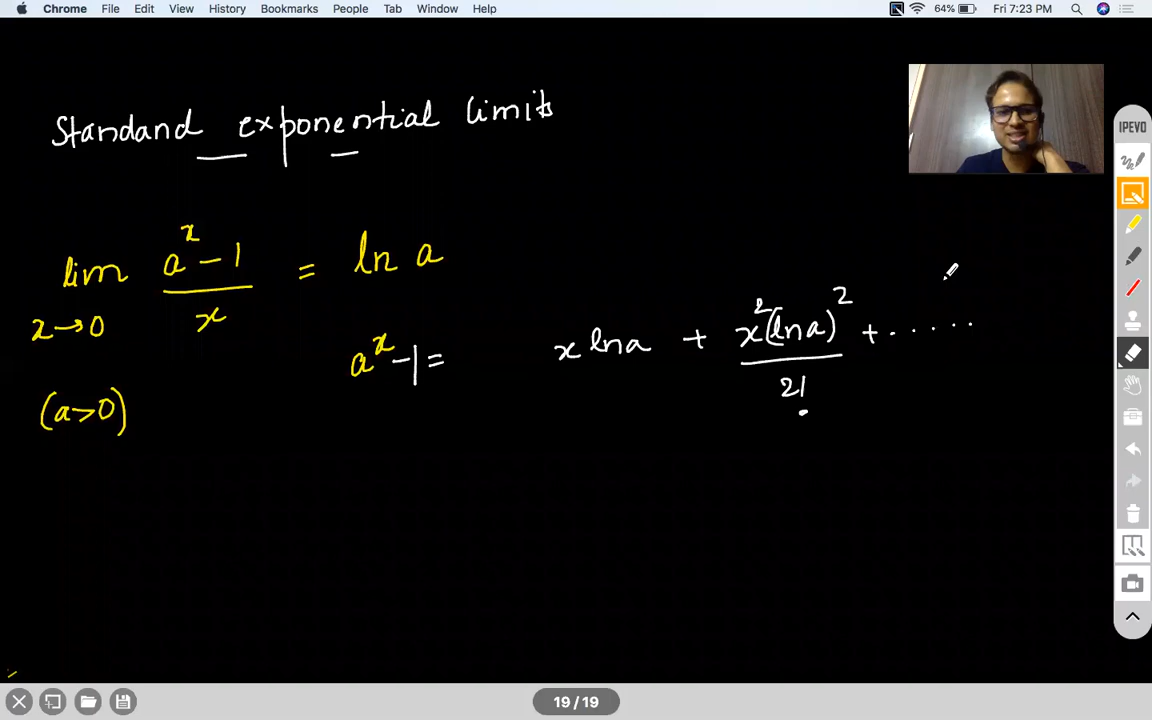 Chrome File Edit View History Bookmarks People Tab Window Help 64% Fri 7:23 PM
Standard exponential limits
IPEVO
lim x→0 (a^x − 1)/x = ln a
a^x − 1 = x ln a + x^2(ln a)^2/2! + ......
(a>0)
19 / 19